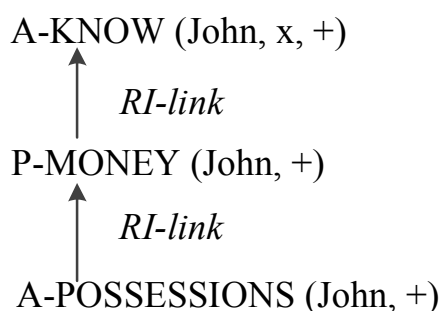 A-KNOW (John, x, +)
RI-link
P-MONEY (John, +)
RI-link
A-POSSESSIONS (John, +)